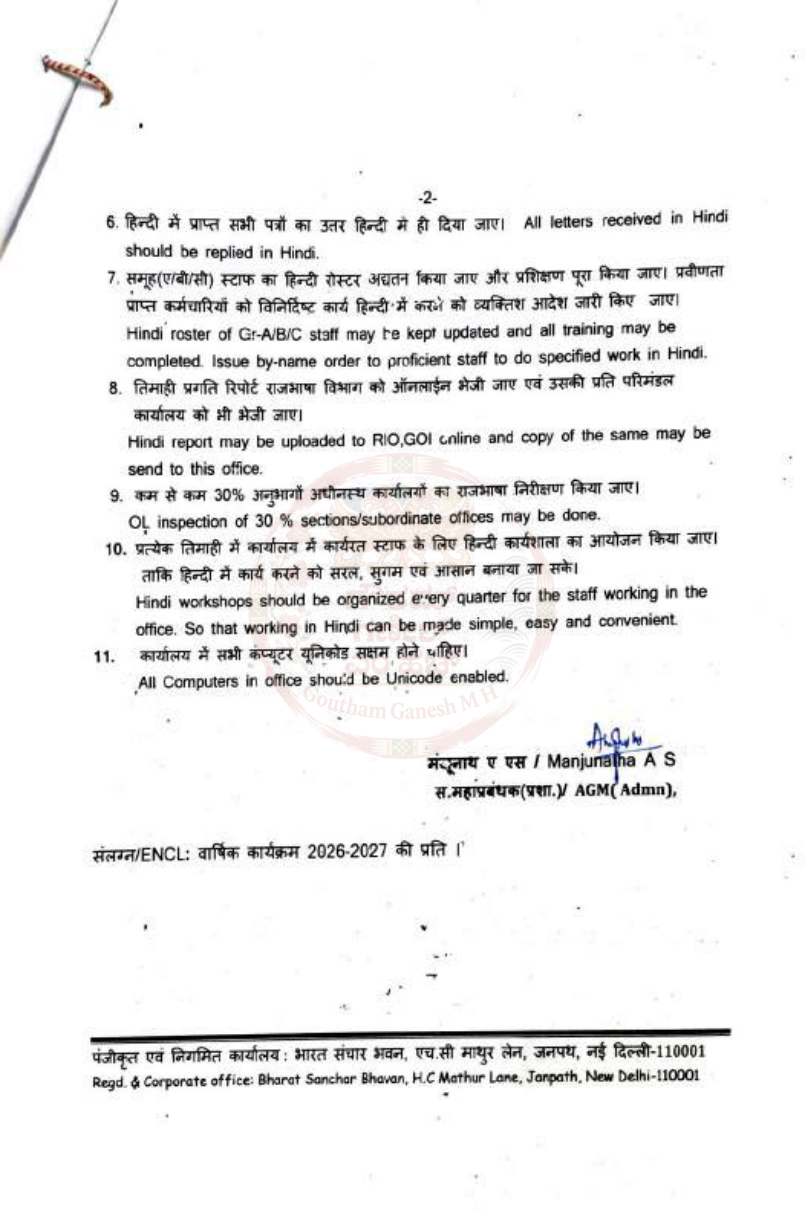 -2-
6. हिन्दी में प्राप्त सभी पत्रों का उतर हिन्दी मे ही दिया जाए। All letters received in Hindi
should be replied in Hindi.
7. समूह(ए/बी/सी) स्टाफ का हिन्दी रोस्टर अद्यतन किया जाए और प्रशिक्षण पूरा किया जाए। प्रवीणता
प्राप्त कर्मचारियों को विनिर्दिष्ट कार्य हिन्दी में करने को व्यक्तिश आदेश जारी किए जाए।
Hindi roster of Gr-A/B/C staff may be kept updated and all training may be
completed. Issue by-name order to proficient staff to do specified work in Hindi.
8. तिमाही प्रगति रिपोर्ट राजभाषा विभाग को ऑनलाईन भेजी जाए एवं उसकी प्रति परिमंडल
कार्यालय को भी भेजी जाए।
Hindi report may be uploaded to RIO,GOI online and copy of the same may be
send to this office.
9. कम से कम 30% अनुभागों अधीनस्थ कार्यालयों का राजभाषा निरीक्षण किया जाए।
OL inspection of 30 % sections/subordinate offices may be done.
10. प्रत्येक तिमाही में कार्यालय में कार्यरत स्टाफ के लिए हिन्दी कार्यशाला का आयोजन किया जाए।
ताकि हिन्दी में कार्य करने को सरल, सुगम एवं आसान बनाया जा सके।
Hindi workshops should be organized every quarter for the staff working in the
office. So that working in Hindi can be made simple, easy and convenient.
11. कार्यालय में सभी कंप्यूटर यूनिकोड सक्षम होने चाहिए।
All Computers in office should be Unicode enabled.
Goutham Ganesh M H
मंजूनाथ ए एस / Manjunatha A S
स.महाप्रबंधक(प्रशा.)/ AGM( Admn),
संलग्न/ENCL: वार्षिक कार्यक्रम 2026-2027 की प्रति ।
पंजीकृत एवं निगमित कार्यालय : भारत संचार भवन, एच.सी माथुर लेन, जनपथ, नई दिल्ली-110001
Regd. & Corporate office: Bharat Sanchar Bhavan, H.C Mathur Lane, Janpath, New Delhi-110001